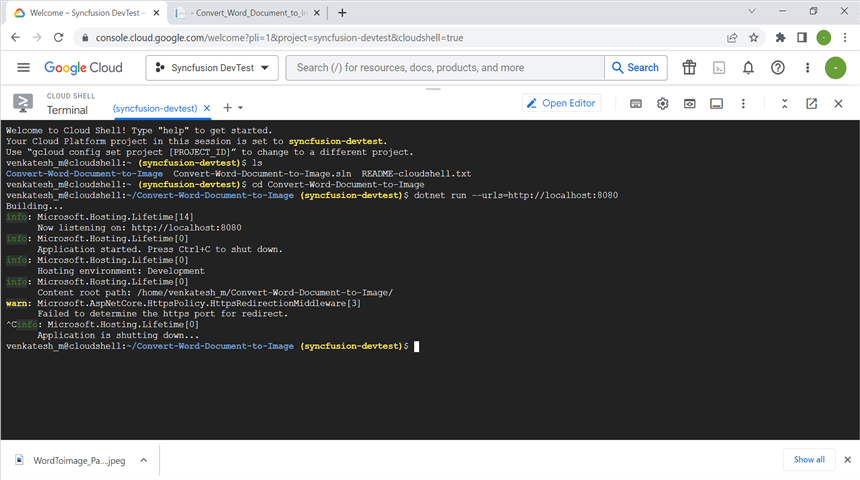 Welcome – Syncfusion DevTest –
- Convert_Word_Document_to_I
console.cloud.google.com/welcome?pli=1&project=syncfusion-devtest&cloudshell=true
Google Cloud
Syncfusion DevTest
Search (/) for resources, docs, products, and more
Search
CLOUD SHELL
Terminal
(syncfusion-devtest)
Open Editor
Welcome to Cloud Shell! Type "help" to get started.
Your Cloud Platform project in this session is set to syncfusion-devtest.
Use “gcloud config set project [PROJECT_ID]” to change to a different project.
venkatesh_m@cloudshell:~ (syncfusion-devtest)$ ls
Convert-Word-Document-to-Image Convert-Word-Document-to-Image.sln README-cloudshell.txt
venkatesh_m@cloudshell:~ (syncfusion-devtest)$ cd Convert-Word-Document-to-Image
venkatesh_m@cloudshell:~/Convert-Word-Document-to-Image (syncfusion-devtest)$ dotnet run --urls=http://localhost:8080
Building...
info: Microsoft.Hosting.Lifetime[14]
Now listening on: http://localhost:8080
info: Microsoft.Hosting.Lifetime[0]
Application started. Press Ctrl+C to shut down.
info: Microsoft.Hosting.Lifetime[0]
Hosting environment: Development
info: Microsoft.Hosting.Lifetime[0]
Content root path: /home/venkatesh_m/Convert-Word-Document-to-Image/
warn: Microsoft.AspNetCore.HttpsPolicy.HttpsRedirectionMiddleware[3]
Failed to determine the https port for redirect.
^Cinfo: Microsoft.Hosting.Lifetime[0]
Application is shutting down...
venkatesh_m@cloudshell:~/Convert-Word-Document-to-Image (syncfusion-devtest)$
WordToimage_Pa....jpeg
Show all